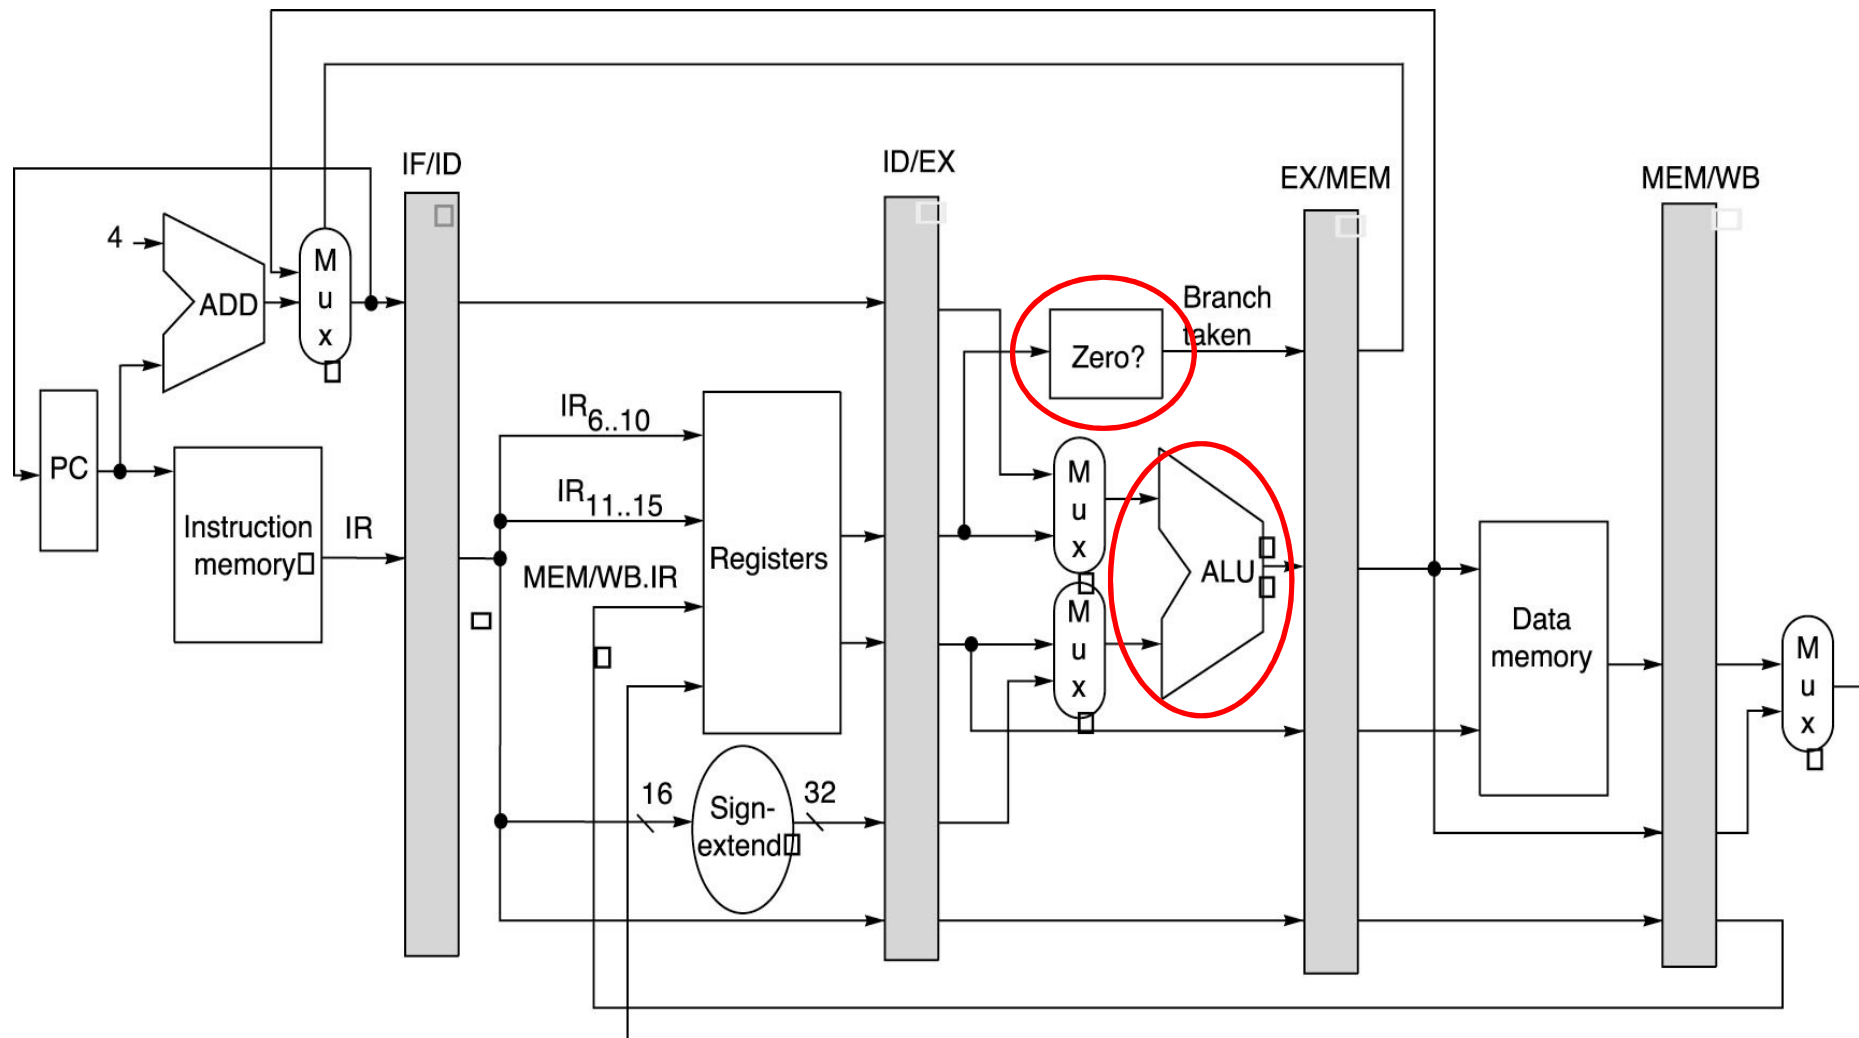 IF/ID
ID/EX
EX/MEM
MEM/WB
4
ADD
M
u
x
PC
Instruction
memory
IR
IR6..10
IR11..15
MEM/WB.IR
Registers
16
Sign-
extend
32
Zero?
Branch
taken
M
u
x
M
u
x
ALU
Data
memory
M
u
x